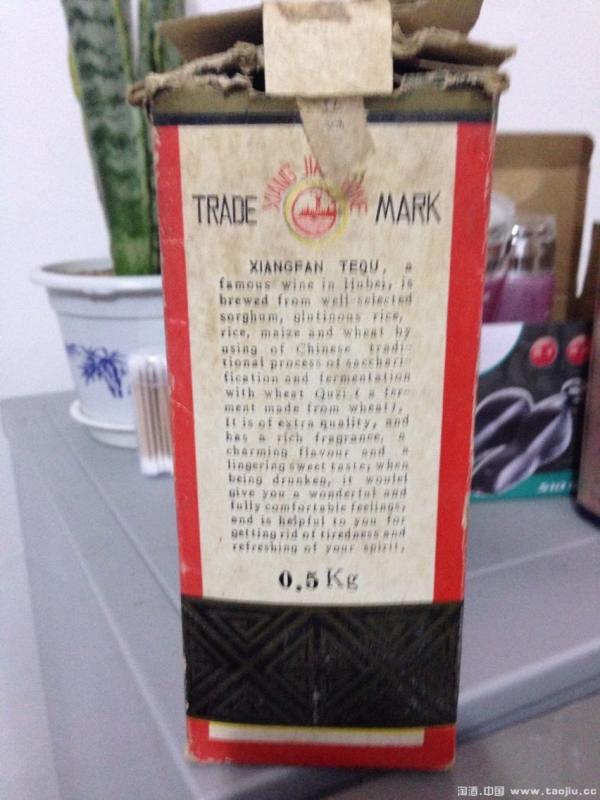 XIANG JIA WINE
TRADE MARK
XIANGFAN TEQU, a
famous wine in Hubei, is
brewed from well-selected
sorghum, glutinous rice,
rice, maize and wheat by
using of Chinese tradi-
tional process of sacchari-
fication and fermentation
with wheat Quzi ( a fer-
ment made from wheat),
It is of extra quality, and
has a rich fragrance, a
charming flavour and a
lingering sweet taste; when
being drunken, it would
give you a wonderful and
fully comfortable feelings,
and is helpful to you for
getting rid of tiredness and
refreshing of your spirit,
0.5Kg
淘酒.中国 www.taojiu.cc